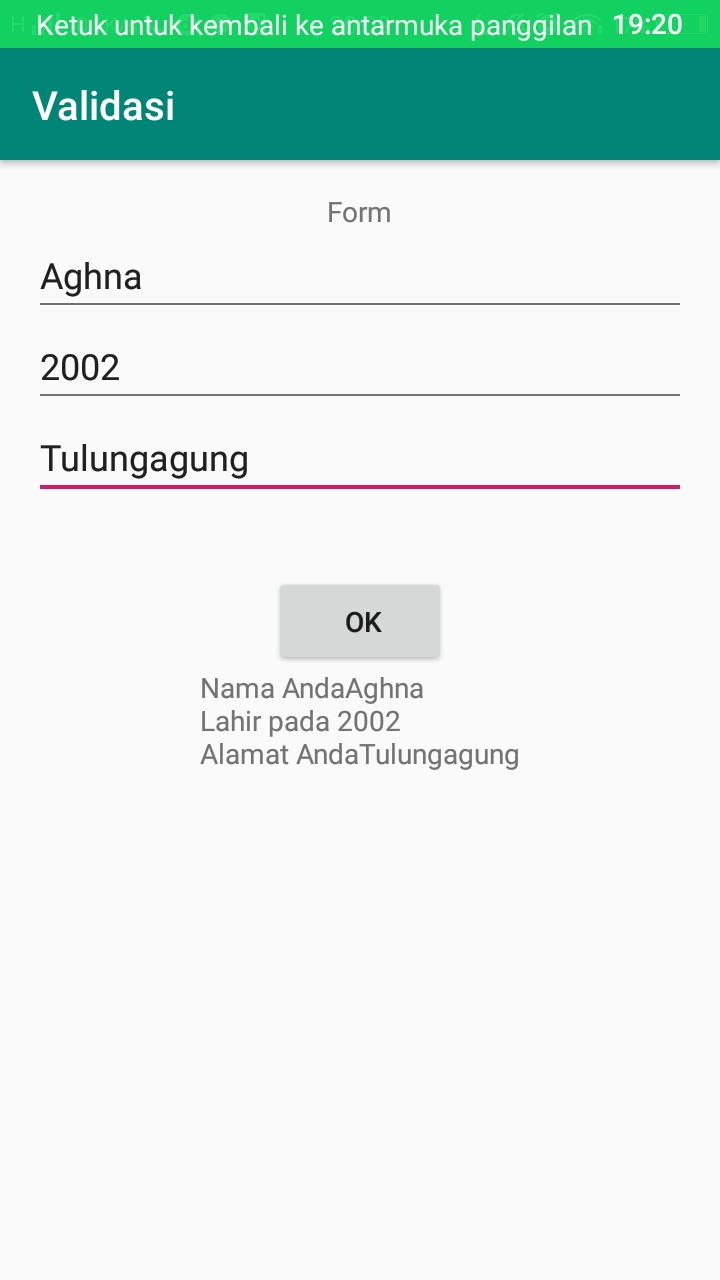 Ketuk untuk kembali ke antarmuka panggilan 19:20
Validasi
Form
Aghna
2002
Tulungagung
OK
Nama AndaAghna
Lahir pada 2002
Alamat AndaTulungagung